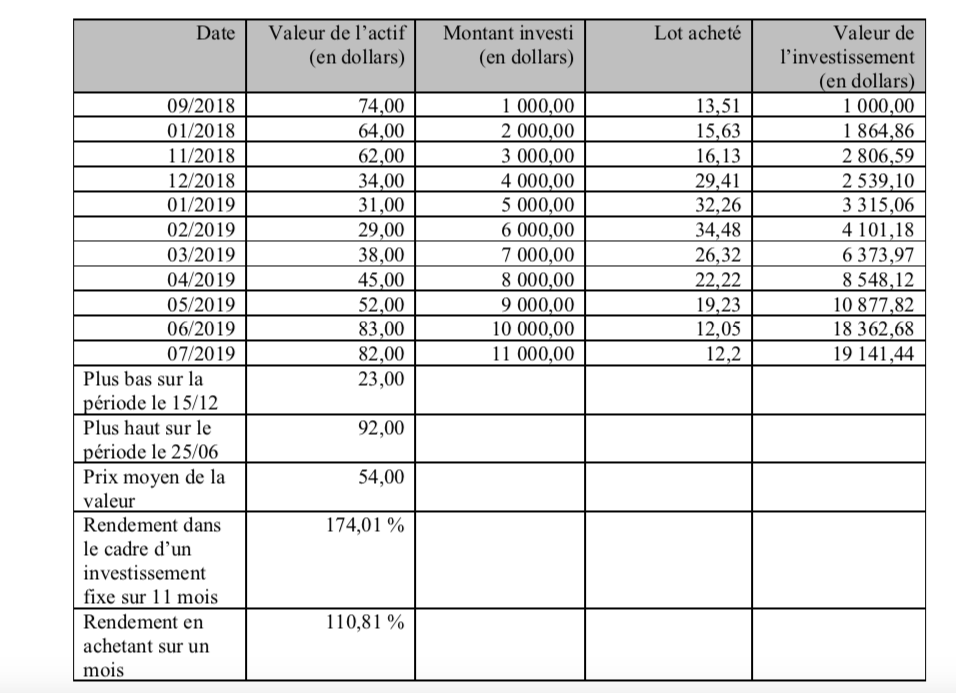 Date Valeur de l’actif Montant investi Lot acheté Valeur de
(en dollars) (en dollars) l’investissement
(en dollars)
09/2018 74,00 1 000,00 13,51 1 000,00
01/2018 64,00 2 000,00 15,63 1 864,86
11/2018 62,00 3 000,00 16,13 2 806,59
12/2018 34,00 4 000,00 29,41 2 539,10
01/2019 31,00 5 000,00 32,26 3 315,06
02/2019 29,00 6 000,00 34,48 4 101,18
03/2019 38,00 7 000,00 26,32 6 373,97
04/2019 45,00 8 000,00 22,22 8 548,12
05/2019 52,00 9 000,00 19,23 10 877,82
06/2019 83,00 10 000,00 12,05 18 362,68
07/2019 82,00 11 000,00 12,2 19 141,44
Plus bas sur la 23,00
période le 15/12
Plus haut sur le 92,00
période le 25/06
Prix moyen de la 54,00
valeur
Rendement dans 174,01 %
le cadre d’un
investissement
fixe sur 11 mois
Rendement en 110,81 %
achetant sur un
mois